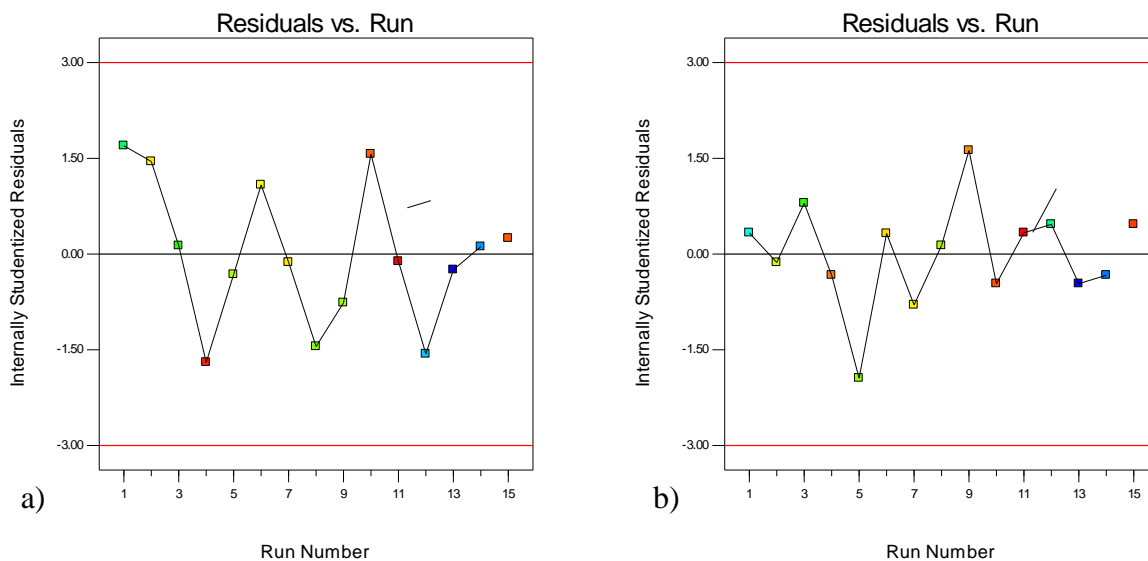 Residuals vs. Run
Internally Studentized Residuals
3.00
1.50
0.00
-1.50
-3.00
1 3 5 7 9 11 13 15
a)
Run Number
Residuals vs. Run
Internally Studentized Residuals
3.00
1.50
0.00
-1.50
-3.00
1 3 5 7 9 11 13 15
b)
Run Number